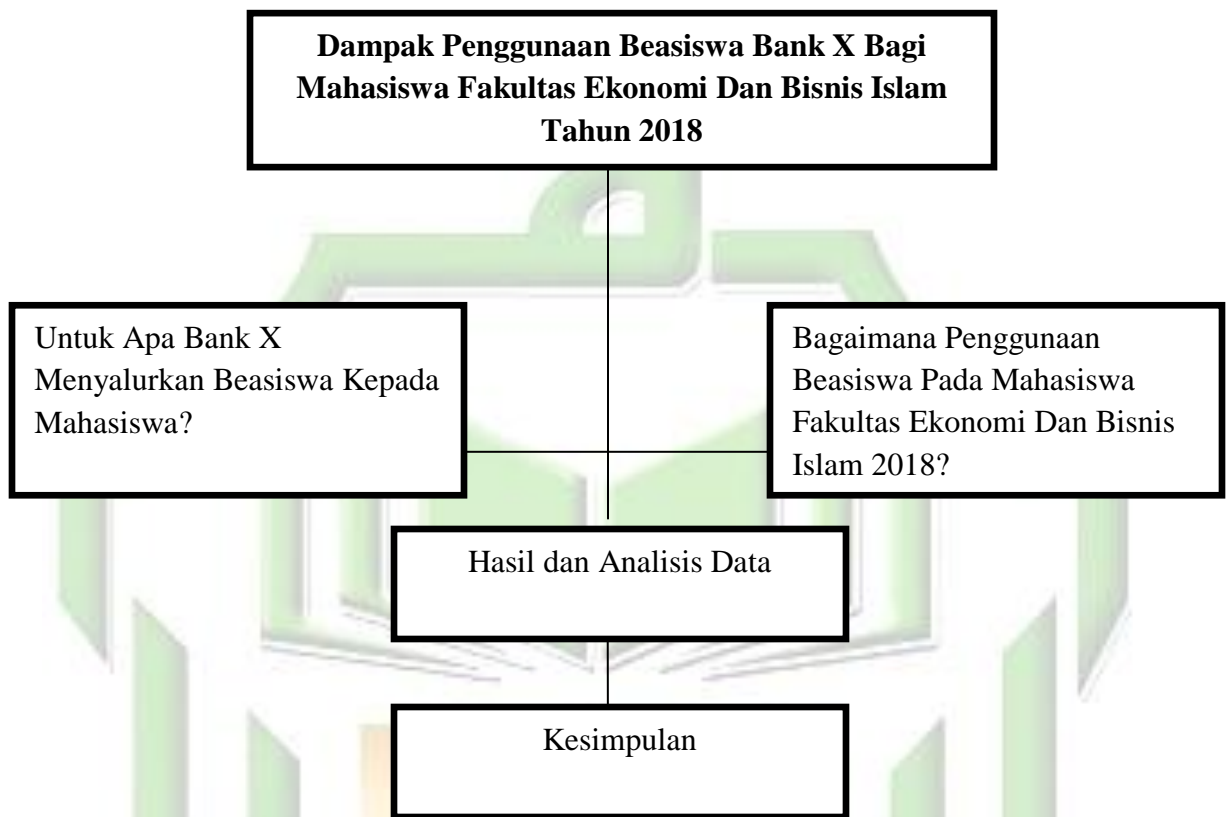 Dampak Penggunaan Beasiswa Bank X Bagi
Mahasiswa Fakultas Ekonomi Dan Bisnis Islam
Tahun 2018
Untuk Apa Bank X
Menyalurkan Beasiswa Kepada
Mahasiswa?
Bagaimana Penggunaan
Beasiswa Pada Mahasiswa
Fakultas Ekonomi Dan Bisnis
Islam 2018?
Hasil dan Analisis Data
Kesimpulan